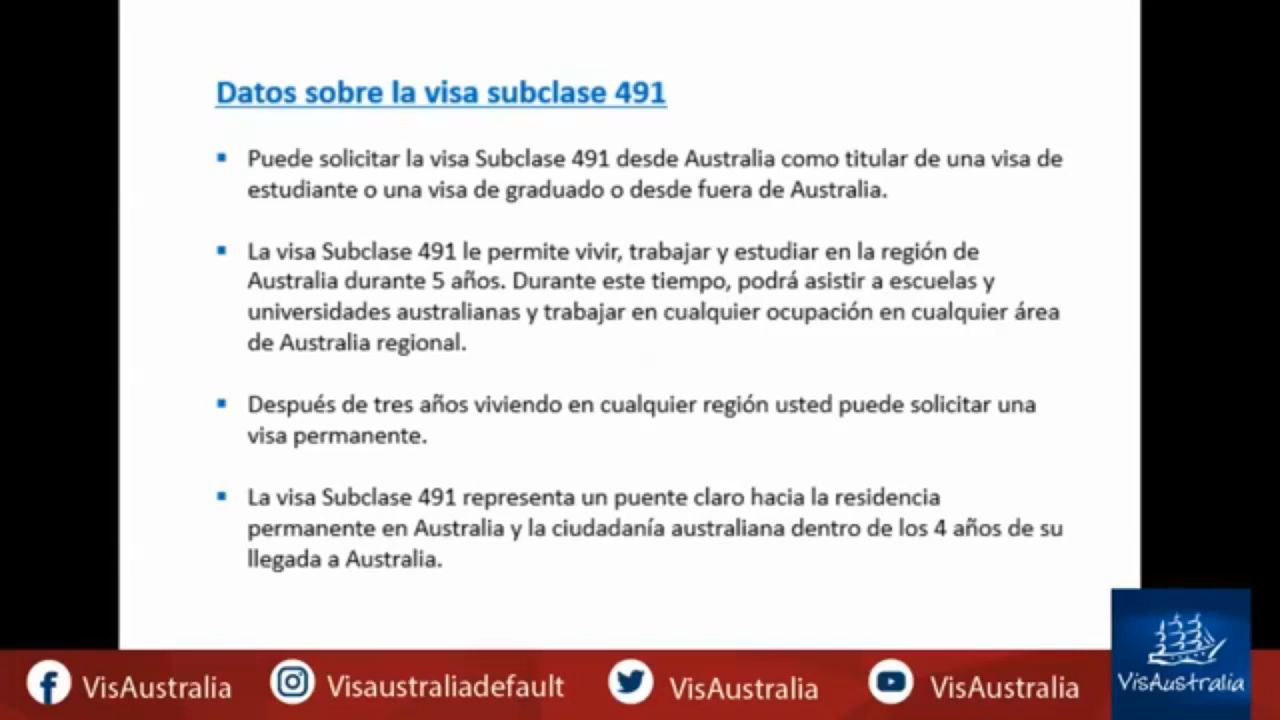 Datos sobre la visa subclase 491
▪ Puede solicitar la visa Subclase 491 desde Australia como titular de una visa de
estudiante o una visa de graduado o desde fuera de Australia.
▪ La visa Subclase 491 le permite vivir, trabajar y estudiar en la región de
Australia durante 5 años. Durante este tiempo, podrá asistir a escuelas y
universidades australianas y trabajar en cualquier ocupación en cualquier área
de Australia regional.
▪ Después de tres años viviendo en cualquier región usted puede solicitar una
visa permanente.
▪ La visa Subclase 491 representa un puente claro hacia la residencia
permanente en Australia y la ciudadanía australiana dentro de los 4 años de su
llegada a Australia.
VisAustralia
Visaustraliadefault
VisAustralia
VisAustralia
VisAustralia